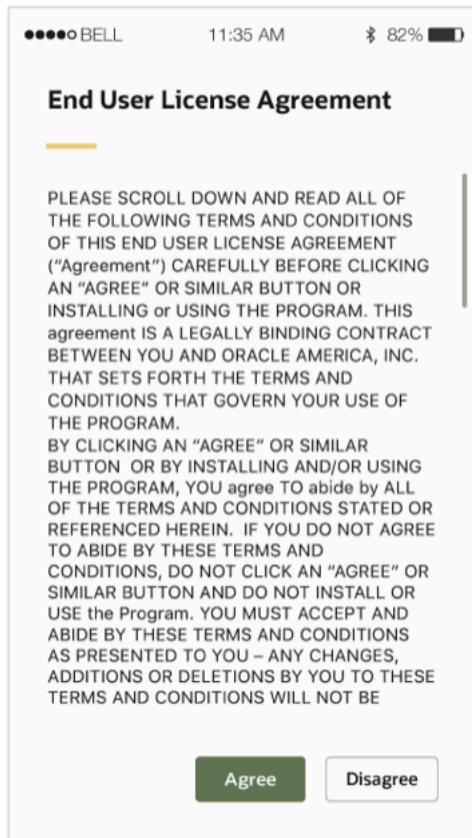 BELL 11:35 AM 82%
End User License Agreement
PLEASE SCROLL DOWN AND READ ALL OF
THE FOLLOWING TERMS AND CONDITIONS
OF THIS END USER LICENSE AGREEMENT
(“Agreement”) CAREFULLY BEFORE CLICKING
AN “AGREE” OR SIMILAR BUTTON OR
INSTALLING or USING THE PROGRAM. THIS
agreement IS A LEGALLY BINDING CONTRACT
BETWEEN YOU AND ORACLE AMERICA, INC.
THAT SETS FORTH THE TERMS AND
CONDITIONS THAT GOVERN YOUR USE OF
THE PROGRAM.
BY CLICKING AN “AGREE” OR SIMILAR
BUTTON  OR BY INSTALLING AND/OR USING
THE PROGRAM, YOU agree TO abide by ALL
OF THE TERMS AND CONDITIONS STATED OR
REFERENCED HEREIN.  IF YOU DO NOT AGREE
TO ABIDE BY THESE TERMS AND
CONDITIONS, DO NOT CLICK AN “AGREE” OR
SIMILAR BUTTON AND DO NOT INSTALL OR
USE the Program. YOU MUST ACCEPT AND
ABIDE BY THESE TERMS AND CONDITIONS
AS PRESENTED TO YOU – ANY CHANGES,
ADDITIONS OR DELETIONS BY YOU TO THESE
TERMS AND CONDITIONS WILL NOT BE
Agree Disagree